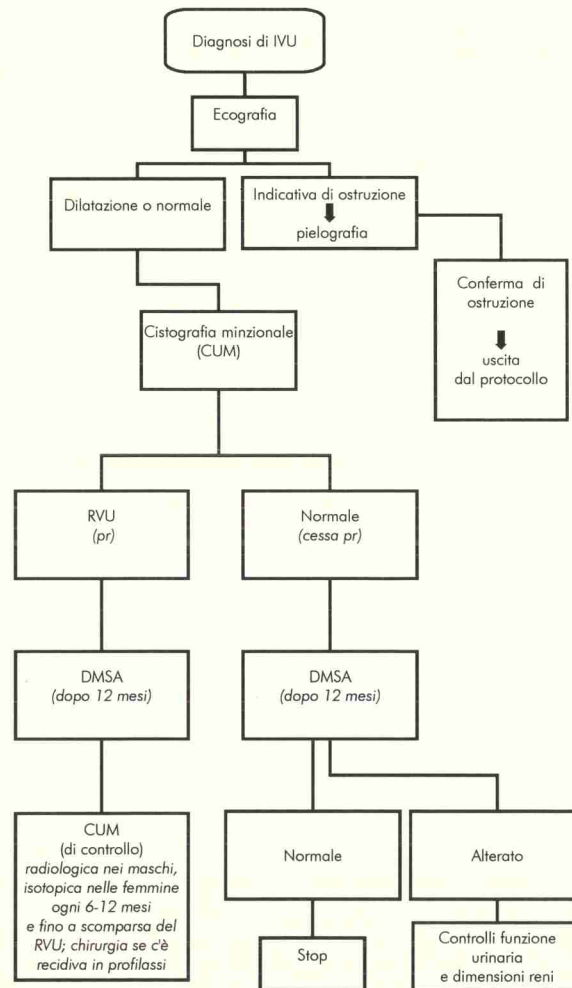 Diagnosi di IVU
Ecografia
Dilatazione o normale
Indicativa di ostruzione
pielografia
Conferma di
ostruzione
uscita
dal protocollo
Cistografia minzionale
(CUM)
RVU
(pr)
Normale
(cessa pr)
DMSA
(dopo 12 mesi)
DMSA
(dopo 12 mesi)
CUM
(di controllo)
radiologica nei maschi,
isotopica nelle femmine
ogni 6-12 mesi
e fino a scomparsa del
RVU; chirurgia se c'è
recidiva in profilassi
Normale
Alterato
Stop
Controlli funzione
urinaria
e dimensioni reni